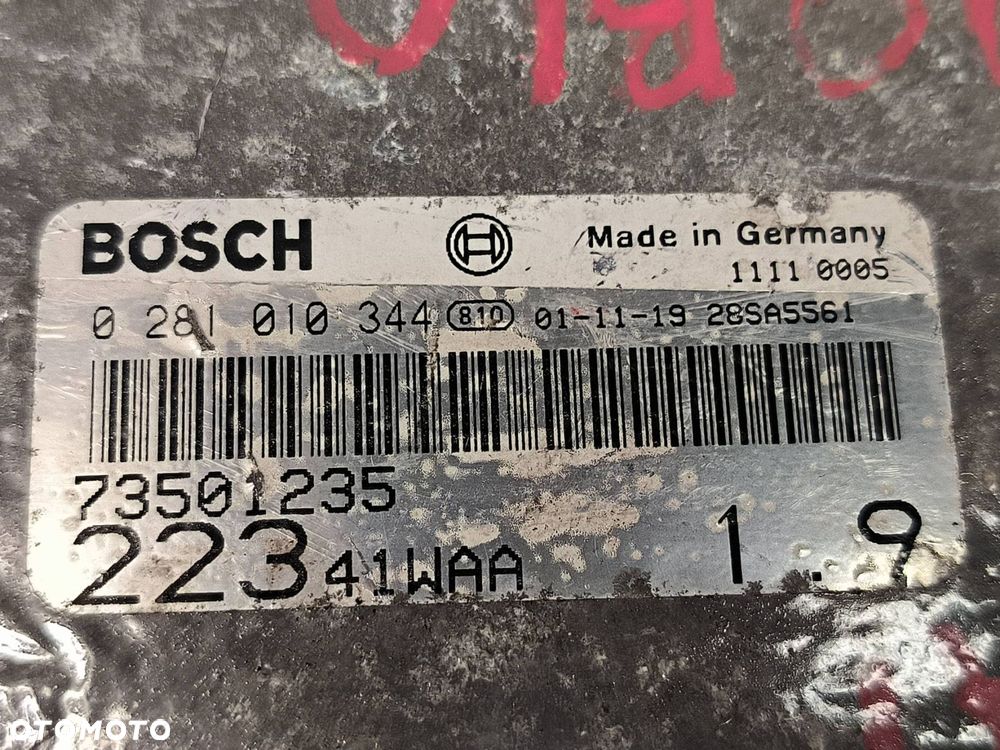 BOSCH Made in Germany
1111 0005
0 281 010 344 810 01-11-19 28SA5561
73501235
223 41WAA 1.9
OTOMOTO